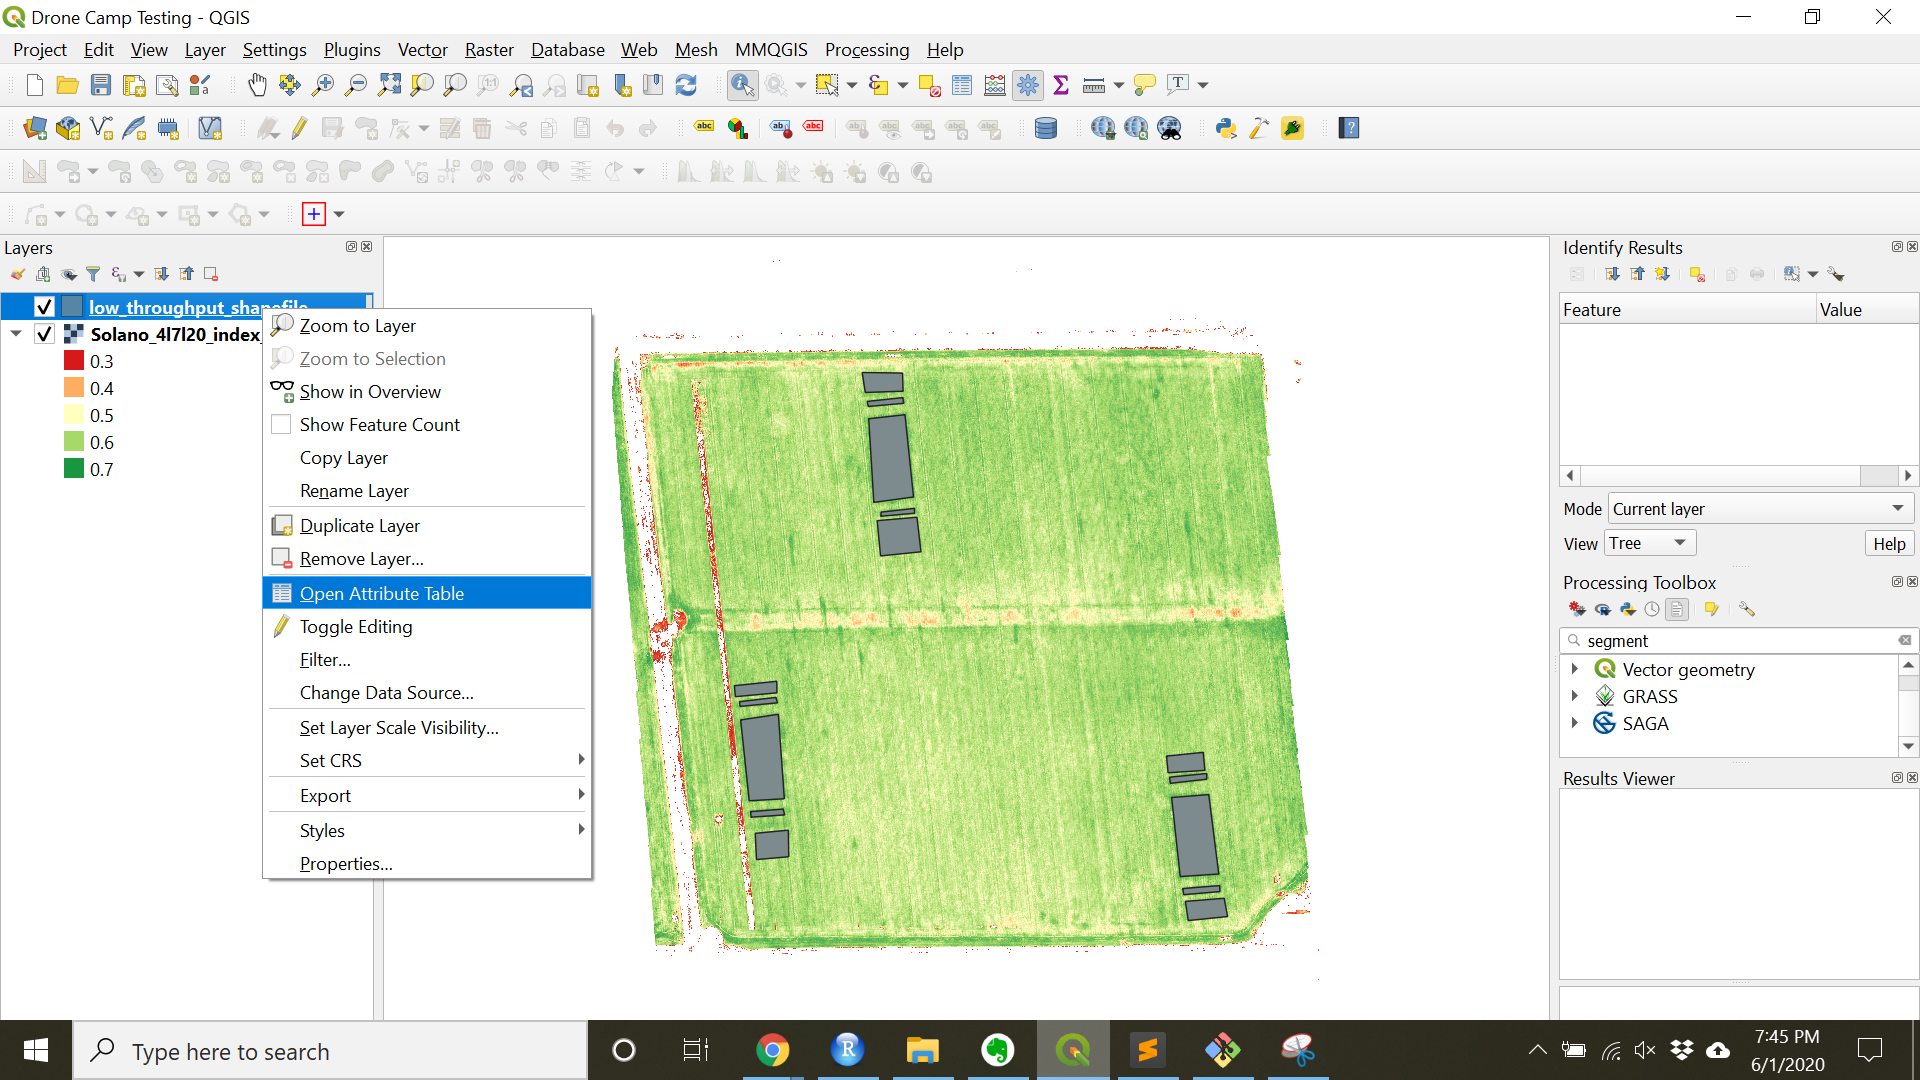 Drone Camp Testing - QGIS
Project Edit View Layer Settings Plugins Vector Raster Database Web Mesh MMQGIS Processing Help
Layers
low_throughput_shapefile
Solano_4l7l20_index
0.3
0.4
0.5
0.6
0.7
Zoom to Layer
Zoom to Selection
Show in Overview
Show Feature Count
Copy Layer
Rename Layer
Duplicate Layer
Remove Layer...
Open Attribute Table
Toggle Editing
Filter...
Change Data Source...
Set Layer Scale Visibility...
Set CRS
Export
Styles
Properties...
Identify Results
Feature Value
Mode Current layer
View Tree Help
Processing Toolbox
segment
Vector geometry
GRASS
SAGA
Results Viewer
Type here to search
R
7:45 PM
6/1/2020